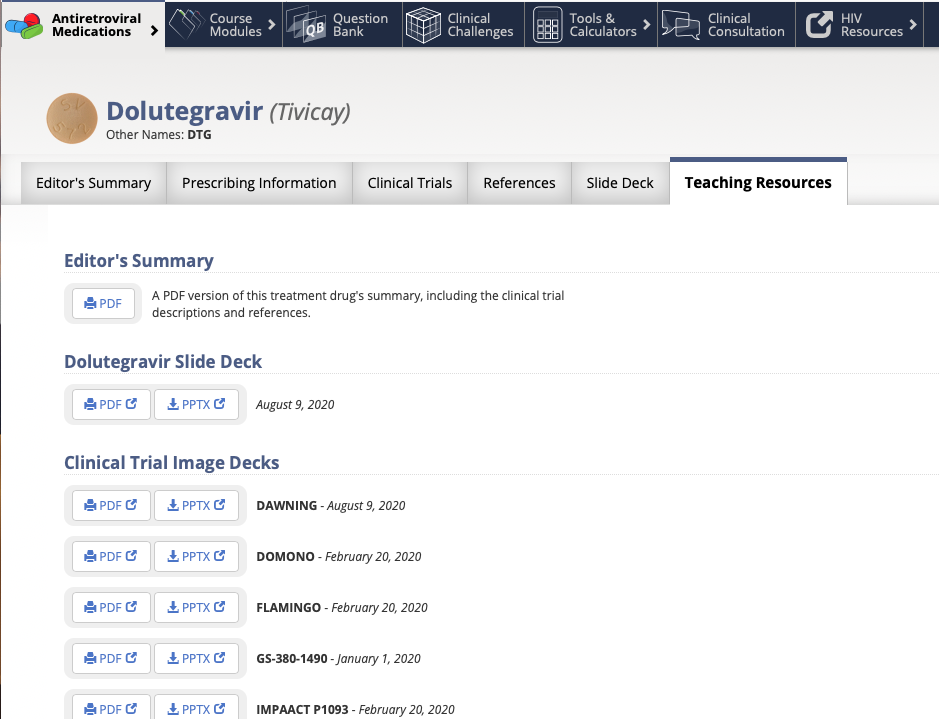 Antiretroviral
Medications
Course
Modules
QB
Question
Bank
Clinical
Challenges
Tools &
Calculators
Clinical
Consultation
HIV
Resources
Dolutegravir (Tivicay)
Other Names: DTG
Editor's Summary
Prescribing Information
Clinical Trials
References
Slide Deck
Teaching Resources
Editor's Summary
PDF
A PDF version of this treatment drug's summary, including the clinical trial
descriptions and references.
Dolutegravir Slide Deck
PDF PPTX August 9, 2020
Clinical Trial Image Decks
PDF PPTX DAWNING - August 9, 2020
PDF PPTX DOMONO - February 20, 2020
PDF PPTX FLAMINGO - February 20, 2020
PDF PPTX GS-380-1490 - January 1, 2020
PDF PPTX IMPAACT P1093 - February 20, 2020